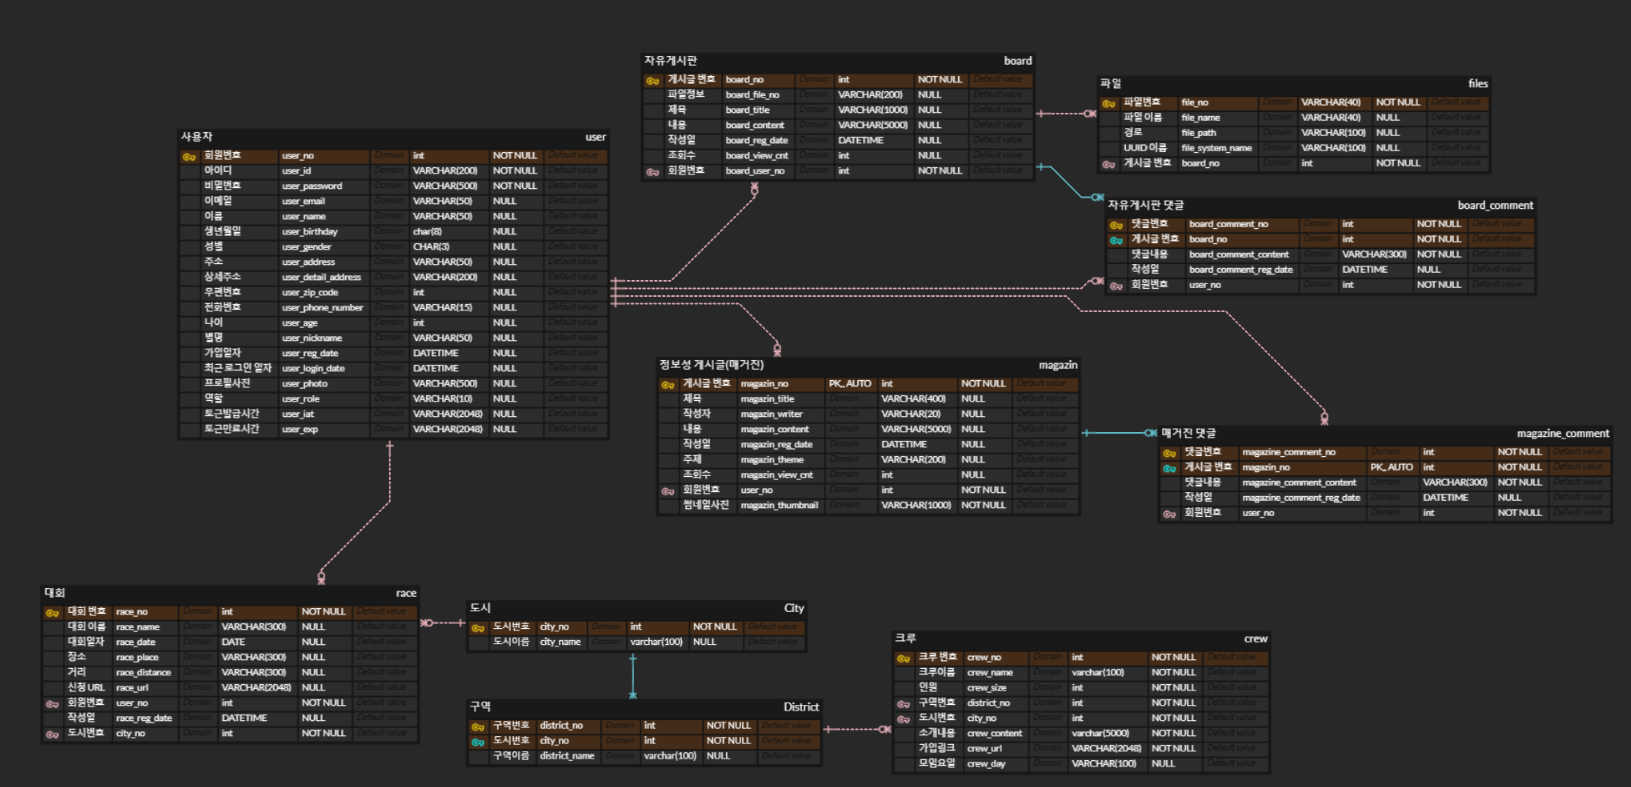 사용자 user
회원번호 user_no Domain int NOT NULL Default value
아이디 user_id Domain VARCHAR(200) NOT NULL Default value
비밀번호 user_password Domain VARCHAR(500) NOT NULL Default value
이메일 user_email Domain VARCHAR(50) NULL Default value
이름 user_name Domain VARCHAR(50) NULL Default value
생년월일 user_birthday Domain char(8) NULL Default value
성별 user_gender Domain CHAR(3) NULL Default value
주소 user_address Domain VARCHAR(50) NULL Default value
상세주소 user_detail_address Domain VARCHAR(200) NULL Default value
우편번호 user_zip_code Domain int NULL Default value
전화번호 user_phone_number Domain VARCHAR(15) NULL Default value
나이 user_age Domain int NULL Default value
별명 user_nickname Domain VARCHAR(50) NULL Default value
가입일자 user_reg_date Domain DATETIME NULL Default value
최근 로그인 일자 user_login_date Domain DATETIME NULL Default value
프로필사진 user_photo Domain VARCHAR(500) NULL Default value
역할 user_role Domain VARCHAR(10) NULL Default value
토큰발급시간 user_iat Domain VARCHAR(2048) NULL Default value
토근만료시간 user_exp Domain VARCHAR(2048) NULL Default value
자유게시판 board
게시글 번호 board_no Domain int NOT NULL Default value
파일정보 board_file_no Domain VARCHAR(200) NULL Default value
제목 board_title Domain VARCHAR(1000) NULL Default value
내용 board_content Domain VARCHAR(5000) NULL Default value
작성일 board_reg_date Domain DATETIME NULL Default value
조회수 board_view_cnt Domain int NULL Default value
회원번호 board_user_no Domain int NOT NULL Default value
파일 files
파일번호 file_no Domain VARCHAR(40) NOT NULL Default value
파일 이름 file_name Domain VARCHAR(40) NULL Default value
경로 file_path Domain VARCHAR(100) NULL Default value
UUID 이름 file_system_name Domain VARCHAR(100) NULL Default value
게시글 번호 board_no Domain int NOT NULL Default value
자유게시판 댓글 board_comment
댓글번호 board_comment_no Domain int NOT NULL Default value
게시글 번호 board_no Domain int NOT NULL Default value
댓글내용 board_comment_content Domain VARCHAR(300) NOT NULL Default value
작성일 board_comment_reg_date Domain DATETIME NULL Default value
회원번호 user_no Domain int NOT NULL Default value
정보성 게시글(매거진) magazin
게시글 번호 magazin_no PK_AUTO int NOT NULL Default value
제목 magazin_title Domain VARCHAR(400) NULL Default value
작성자 magazin_writer Domain VARCHAR(20) NULL Default value
내용 magazin_content Domain VARCHAR(5000) NULL Default value
작성일 magazin_reg_date Domain DATETIME NULL Default value
주제 magazin_theme Domain VARCHAR(200) NULL Default value
조회수 magazin_view_cnt Domain int NULL Default value
회원번호 user_no Domain int NOT NULL Default value
썸네일사진 magazin_thumbnail Domain VARCHAR(1000) NOT NULL Default value
매거진 댓글 magazine_comment
댓글번호 magazine_comment_no Domain int NOT NULL Default value
게시글 번호 magazin_no PK_AUTO int NOT NULL Default value
댓글내용 magazine_comment_content Domain VARCHAR(300) NOT NULL Default value
작성일 magazine_comment_reg_date Domain DATETIME NULL Default value
회원번호 user_no Domain int NOT NULL Default value
대회 race
대회 번호 race_no Domain int NOT NULL Default value
대회 이름 race_name Domain VARCHAR(300) NULL Default value
대회일자 race_date Domain DATE NULL Default value
장소 race_place Domain VARCHAR(300) NULL Default value
거리 race_distance Domain VARCHAR(300) NULL Default value
신청 URL race_url Domain VARCHAR(2048) NULL Default value
회원번호 user_no Domain int NOT NULL Default value
작성일 race_reg_date Domain DATETIME NULL Default value
도시번호 city_no Domain int NOT NULL Default value
도시 City
도시번호 city_no Domain int NOT NULL Default value
도시이름 city_name Domain varchar(100) NULL Default value
구역 District
구역번호 district_no Domain int NOT NULL Default value
도시번호 city_no Domain int NOT NULL Default value
구역이름 district_name Domain varchar(100) NULL Default value
크루 crew
크루 번호 crew_no Domain int NOT NULL Default value
크루이름 crew_name Domain varchar(100) NOT NULL Default value
인원 crew_size Domain int NOT NULL Default value
구역번호 district_no Domain int NOT NULL Default value
도시번호 city_no Domain int NOT NULL Default value
소개내용 crew_content Domain varchar(5000) NOT NULL Default value
가입링크 crew_url Domain VARCHAR(2048) NOT NULL Default value
모임요일 crew_day Domain VARCHAR(100) NULL Default value